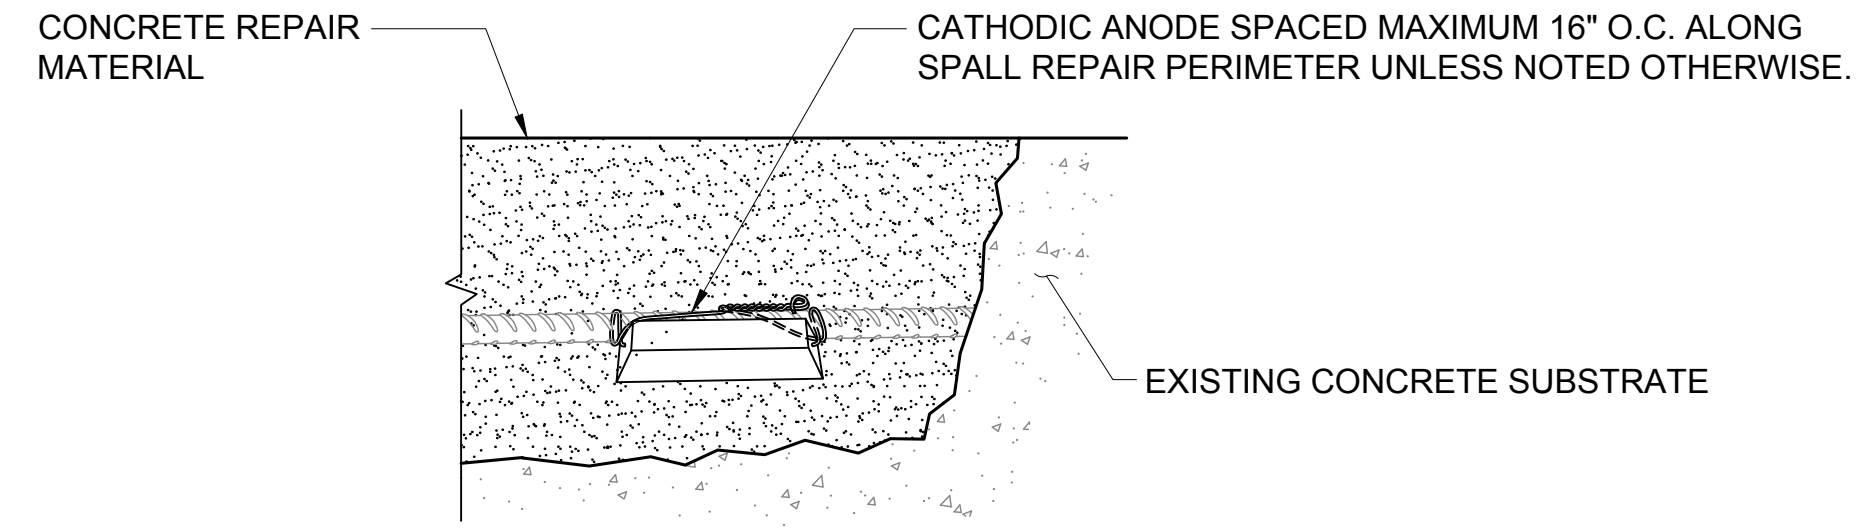 CONCRETE REPAIR
MATERIAL
CATHODIC ANODE SPACED MAXIMUM 16" O.C. ALONG
SPALL REPAIR PERIMETER UNLESS NOTED OTHERWISE.
EXISTING CONCRETE SUBSTRATE